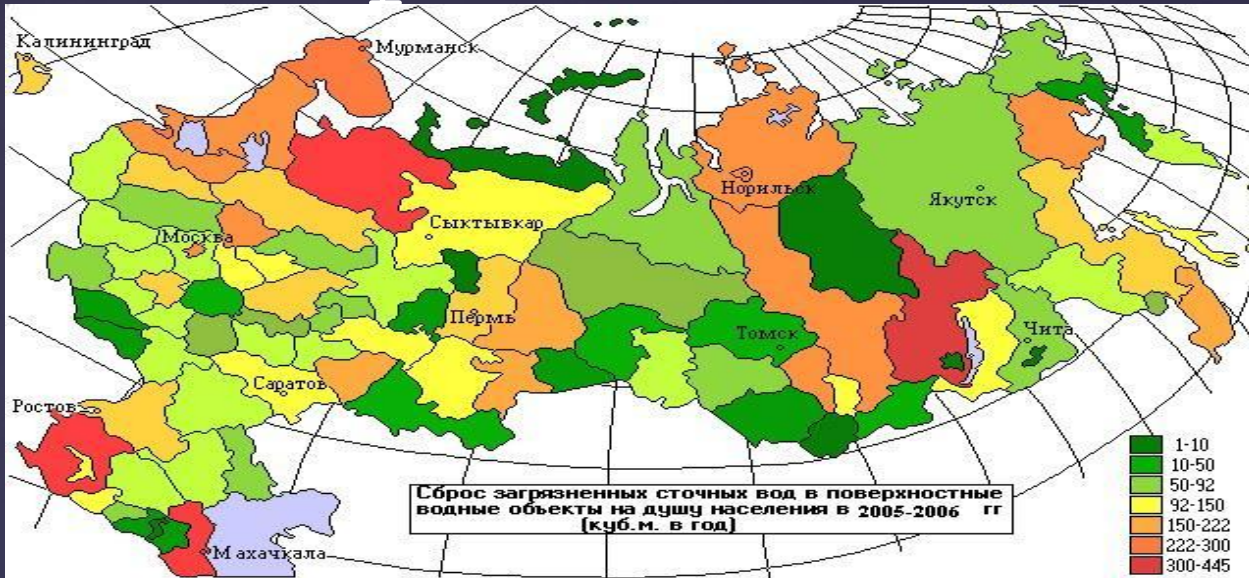 Калининград
Мурманск
Норильск
Якутск
Сыктывкар
Москва
Пермь
Томск
Чита
Саратов
Ростов
Махачкала
Сброс загрязненных сточных вод в поверхностные
водные объекты на душу населения в 2005-2006 гг
(куб.м. в год)
1-10
10-50
50-92
92-150
150-222
222-300
300-445